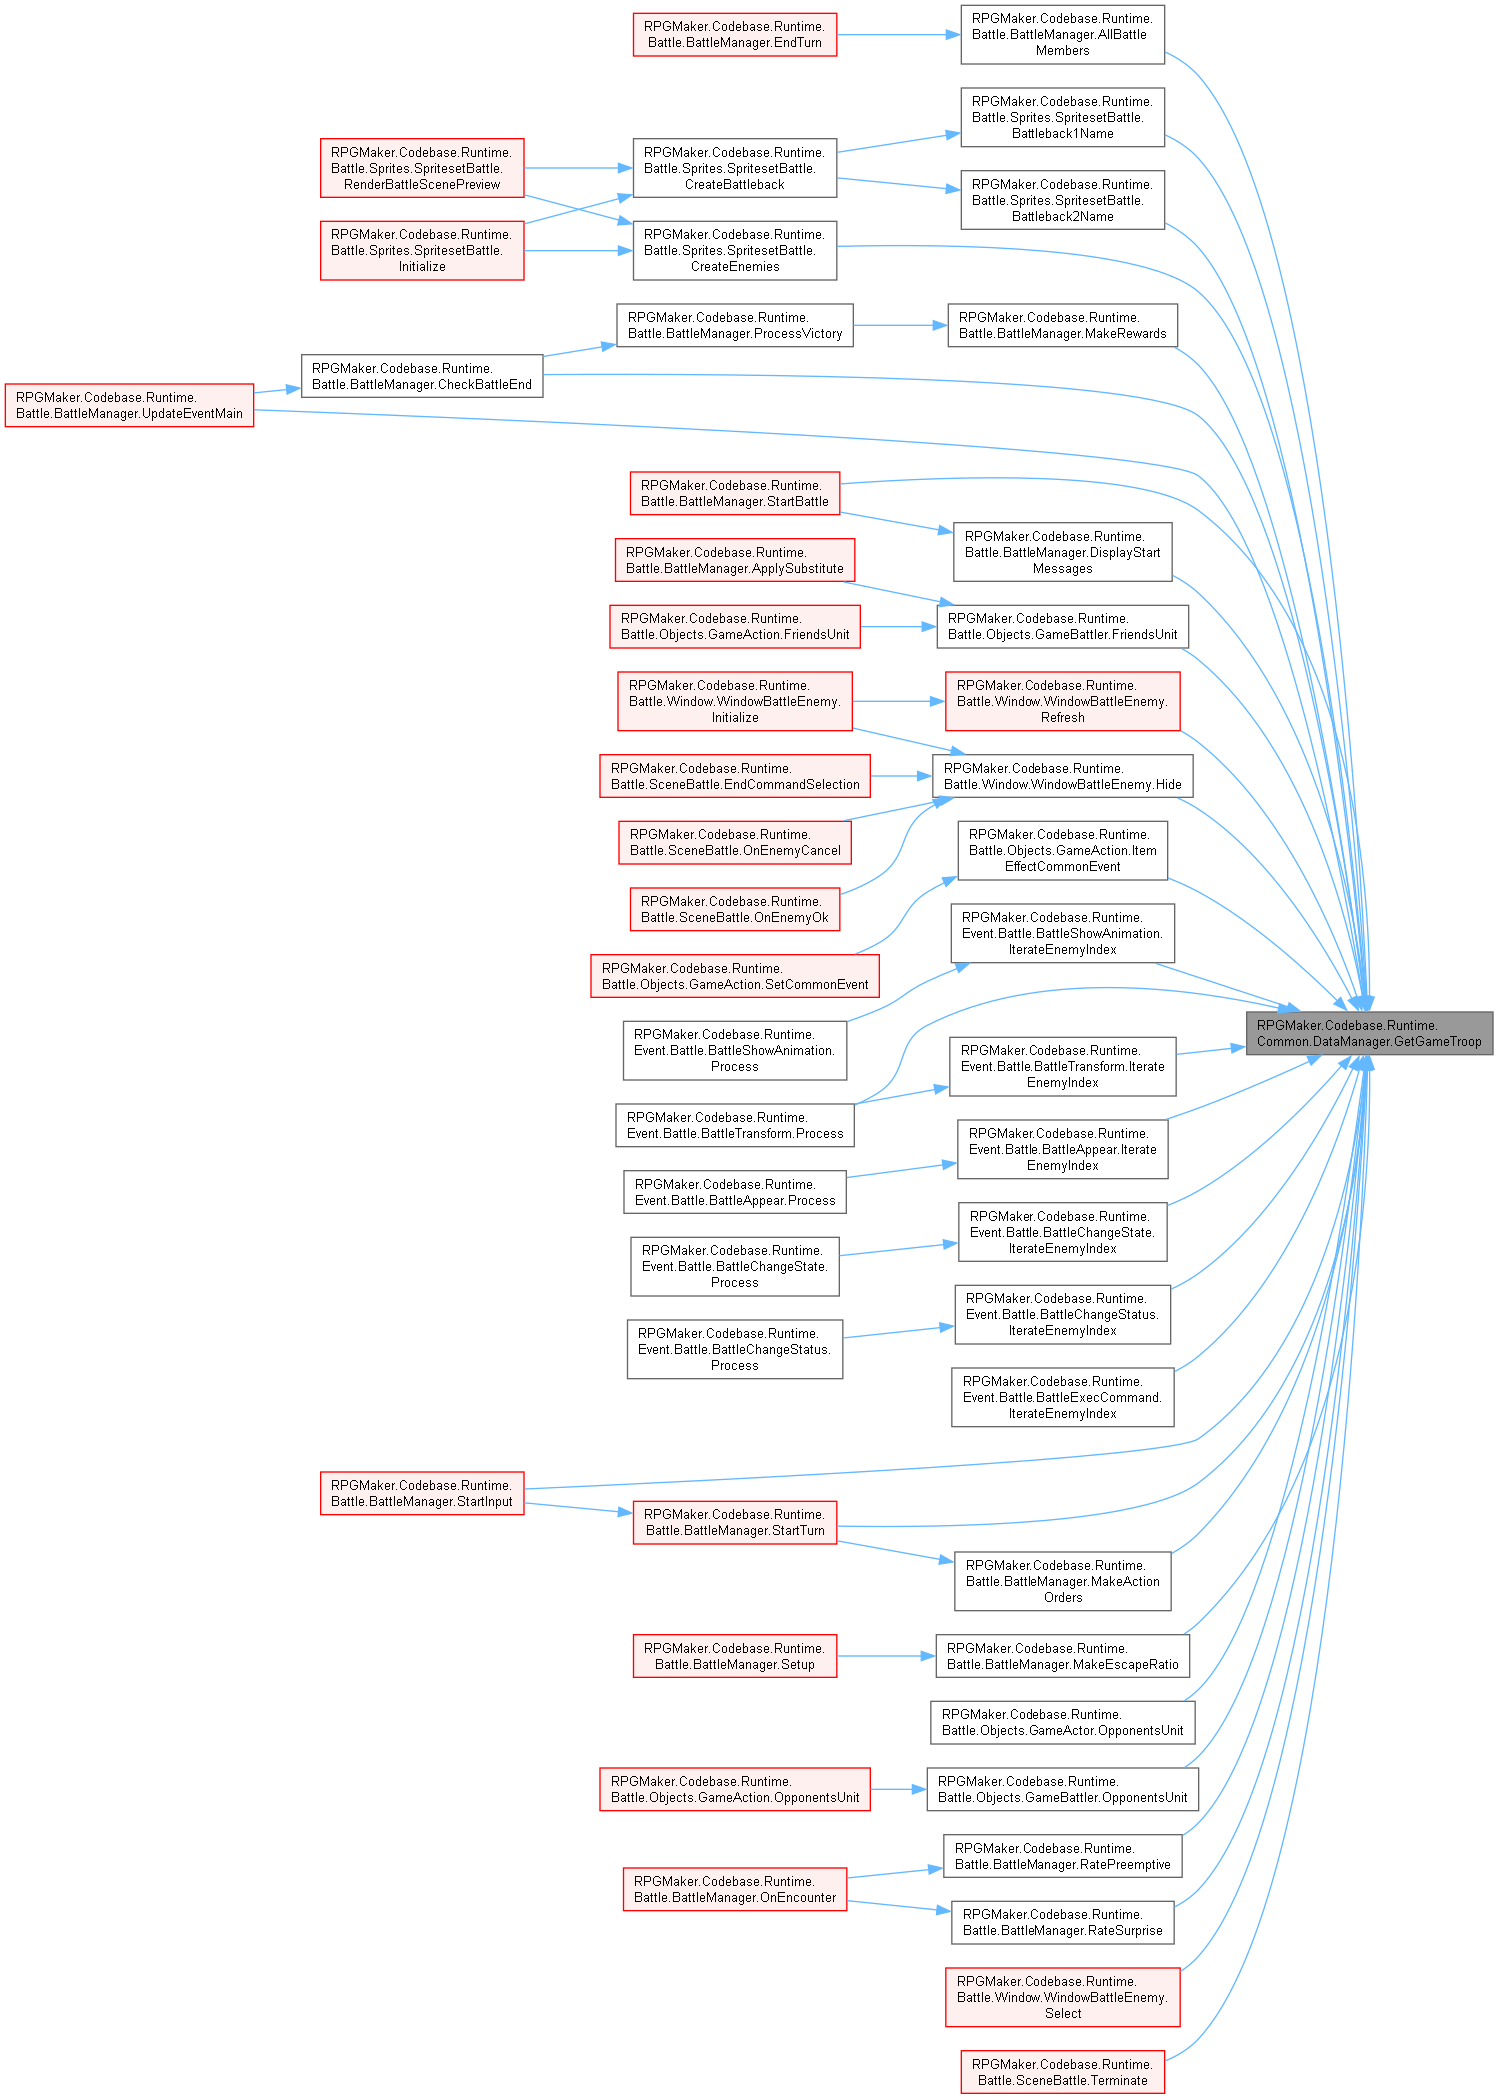 RPGMaker.Codebase.Runtime.
Battle.BattleManager.EndTurn
RPGMaker.Codebase.Runtime.
Battle.BattleManager.AllBattle
Members
RPGMaker.Codebase.Runtime.
Battle.Sprites.SpritesetBattle.
Battleback1Name
RPGMaker.Codebase.Runtime.
Battle.Sprites.SpritesetBattle.
RenderBattleScenePreview
RPGMaker.Codebase.Runtime.
Battle.Sprites.SpritesetBattle.
CreateBattleback
RPGMaker.Codebase.Runtime.
Battle.Sprites.SpritesetBattle.
Battleback2Name
RPGMaker.Codebase.Runtime.
Battle.Sprites.SpritesetBattle.
Initialize
RPGMaker.Codebase.Runtime.
Battle.Sprites.SpritesetBattle.
CreateEnemies
RPGMaker.Codebase.Runtime.
Battle.BattleManager.ProcessVictory
RPGMaker.Codebase.Runtime.
Battle.BattleManager.MakeRewards
RPGMaker.Codebase.Runtime.
Battle.BattleManager.CheckBattleEnd
RPGMaker.Codebase.Runtime.
Battle.BattleManager.UpdateEventMain
RPGMaker.Codebase.Runtime.
Battle.BattleManager.StartBattle
RPGMaker.Codebase.Runtime.
Battle.BattleManager.DisplayStart
Messages
RPGMaker.Codebase.Runtime.
Battle.BattleManager.ApplySubstitute
RPGMaker.Codebase.Runtime.
Battle.Objects.GameAction.FriendsUnit
RPGMaker.Codebase.Runtime.
Battle.Objects.GameBattler.FriendsUnit
RPGMaker.Codebase.Runtime.
Battle.Window.WindowBattleEnemy.
Initialize
RPGMaker.Codebase.Runtime.
Battle.Window.WindowBattleEnemy.
Refresh
RPGMaker.Codebase.Runtime.
Battle.SceneBattle.EndCommandSelection
RPGMaker.Codebase.Runtime.
Battle.Window.WindowBattleEnemy.Hide
RPGMaker.Codebase.Runtime.
Battle.SceneBattle.OnEnemyCancel
RPGMaker.Codebase.Runtime.
Battle.Objects.GameAction.Item
EffectCommonEvent
RPGMaker.Codebase.Runtime.
Battle.SceneBattle.OnEnemyOk
RPGMaker.Codebase.Runtime.
Event.Battle.BattleShowAnimation.
IterateEnemyIndex
RPGMaker.Codebase.Runtime.
Battle.Objects.GameAction.SetCommonEvent
RPGMaker.Codebase.Runtime.
Common.DataManager.GetGameTroop
RPGMaker.Codebase.Runtime.
Event.Battle.BattleShowAnimation.
Process
RPGMaker.Codebase.Runtime.
Event.Battle.BattleTransform.Iterate
EnemyIndex
RPGMaker.Codebase.Runtime.
Event.Battle.BattleTransform.Process
RPGMaker.Codebase.Runtime.
Event.Battle.BattleAppear.Iterate
EnemyIndex
RPGMaker.Codebase.Runtime.
Event.Battle.BattleAppear.Process
RPGMaker.Codebase.Runtime.
Event.Battle.BattleChangeState.
IterateEnemyIndex
RPGMaker.Codebase.Runtime.
Event.Battle.BattleChangeState.
Process
RPGMaker.Codebase.Runtime.
Event.Battle.BattleChangeStatus.
IterateEnemyIndex
RPGMaker.Codebase.Runtime.
Event.Battle.BattleChangeStatus.
Process
RPGMaker.Codebase.Runtime.
Event.Battle.BattleExecCommand.
IterateEnemyIndex
RPGMaker.Codebase.Runtime.
Battle.BattleManager.StartInput
RPGMaker.Codebase.Runtime.
Battle.BattleManager.StartTurn
RPGMaker.Codebase.Runtime.
Battle.BattleManager.MakeAction
Orders
RPGMaker.Codebase.Runtime.
Battle.BattleManager.Setup
RPGMaker.Codebase.Runtime.
Battle.BattleManager.MakeEscapeRatio
RPGMaker.Codebase.Runtime.
Battle.Objects.GameActor.OpponentsUnit
RPGMaker.Codebase.Runtime.
Battle.Objects.GameAction.OpponentsUnit
RPGMaker.Codebase.Runtime.
Battle.Objects.GameBattler.OpponentsUnit
RPGMaker.Codebase.Runtime.
Battle.BattleManager.RatePreemptive
RPGMaker.Codebase.Runtime.
Battle.BattleManager.OnEncounter
RPGMaker.Codebase.Runtime.
Battle.BattleManager.RateSurprise
RPGMaker.Codebase.Runtime.
Battle.Window.WindowBattleEnemy.
Select
RPGMaker.Codebase.Runtime.
Battle.SceneBattle.Terminate